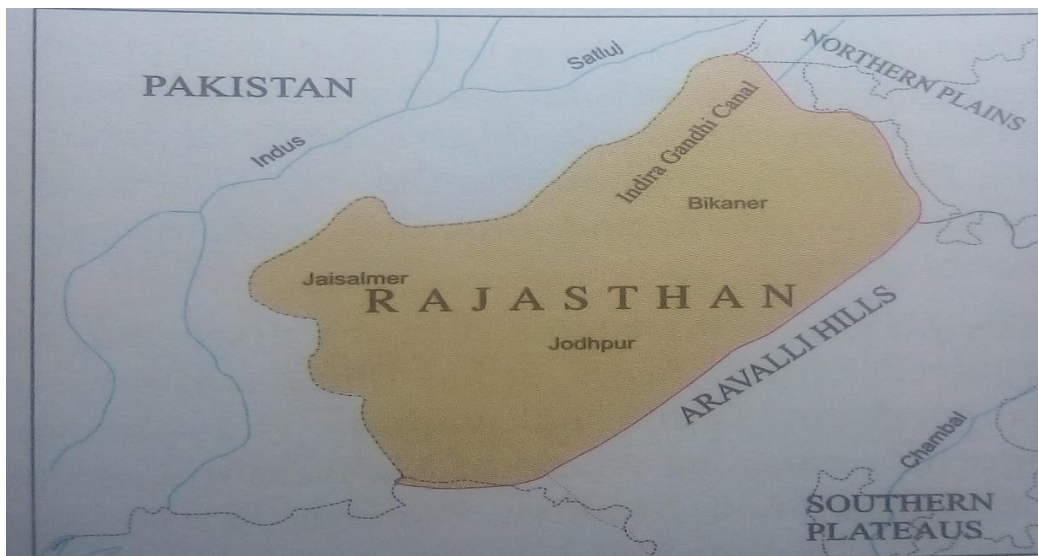 PAKISTAN
Satluj
NORTHERN PLAINS
Indus
Indira Gandhi Canal
Bikaner
Jaisalmer
RAJASTHAN
Jodhpur
ARAVALLI HILLS
Chambal
SOUTHERN
PLATEAUS